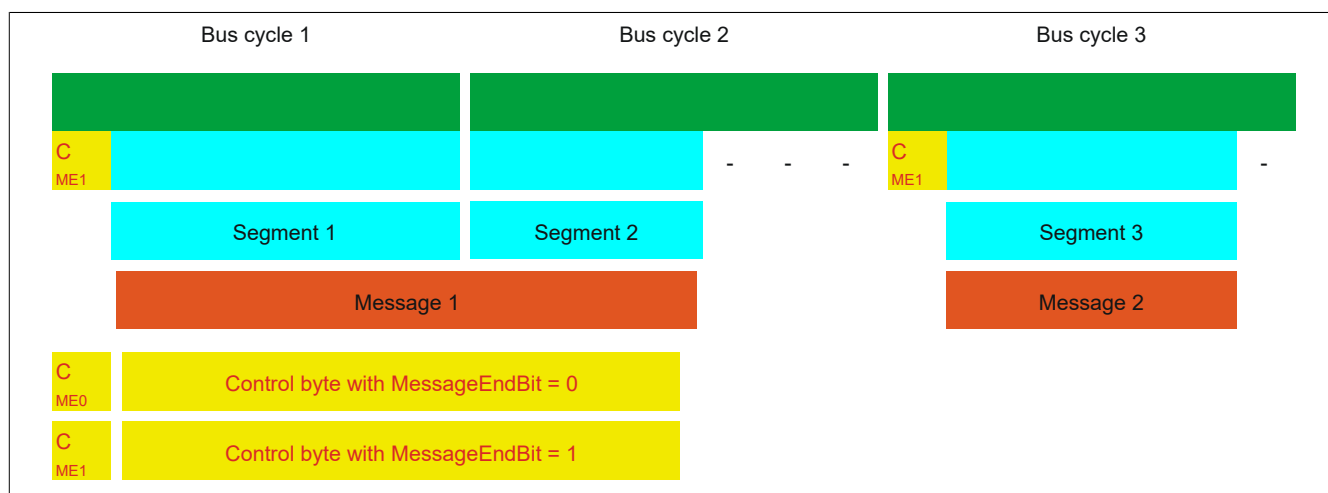 Bus cycle 1 Bus cycle 2 Bus cycle 3
C C
ME1 - - - ME1 -
Segment 1 Segment 2 Segment 3
Message 1 Message 2
C
ME0 Control byte with MessageEndBit = 0
C
ME1 Control byte with MessageEndBit = 1